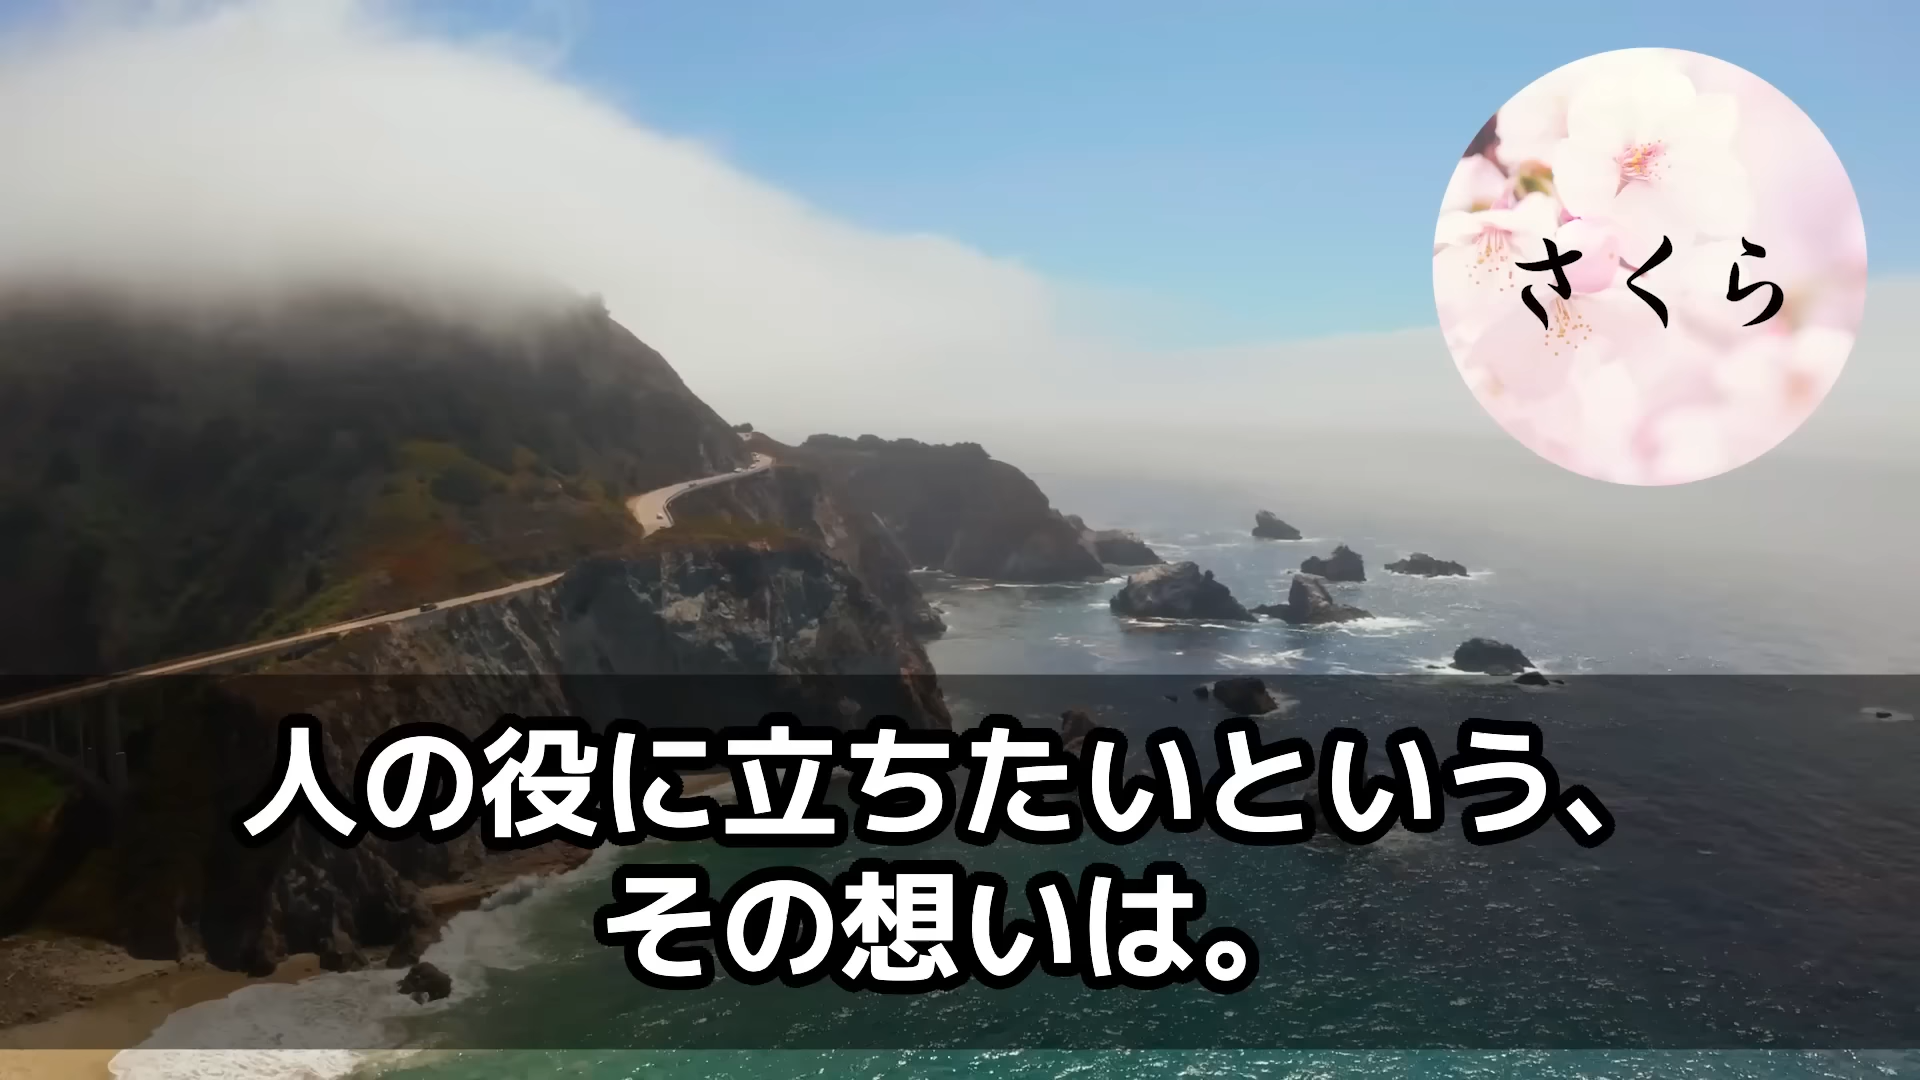 さくら
人の役に立ちたいという、
その想いは。